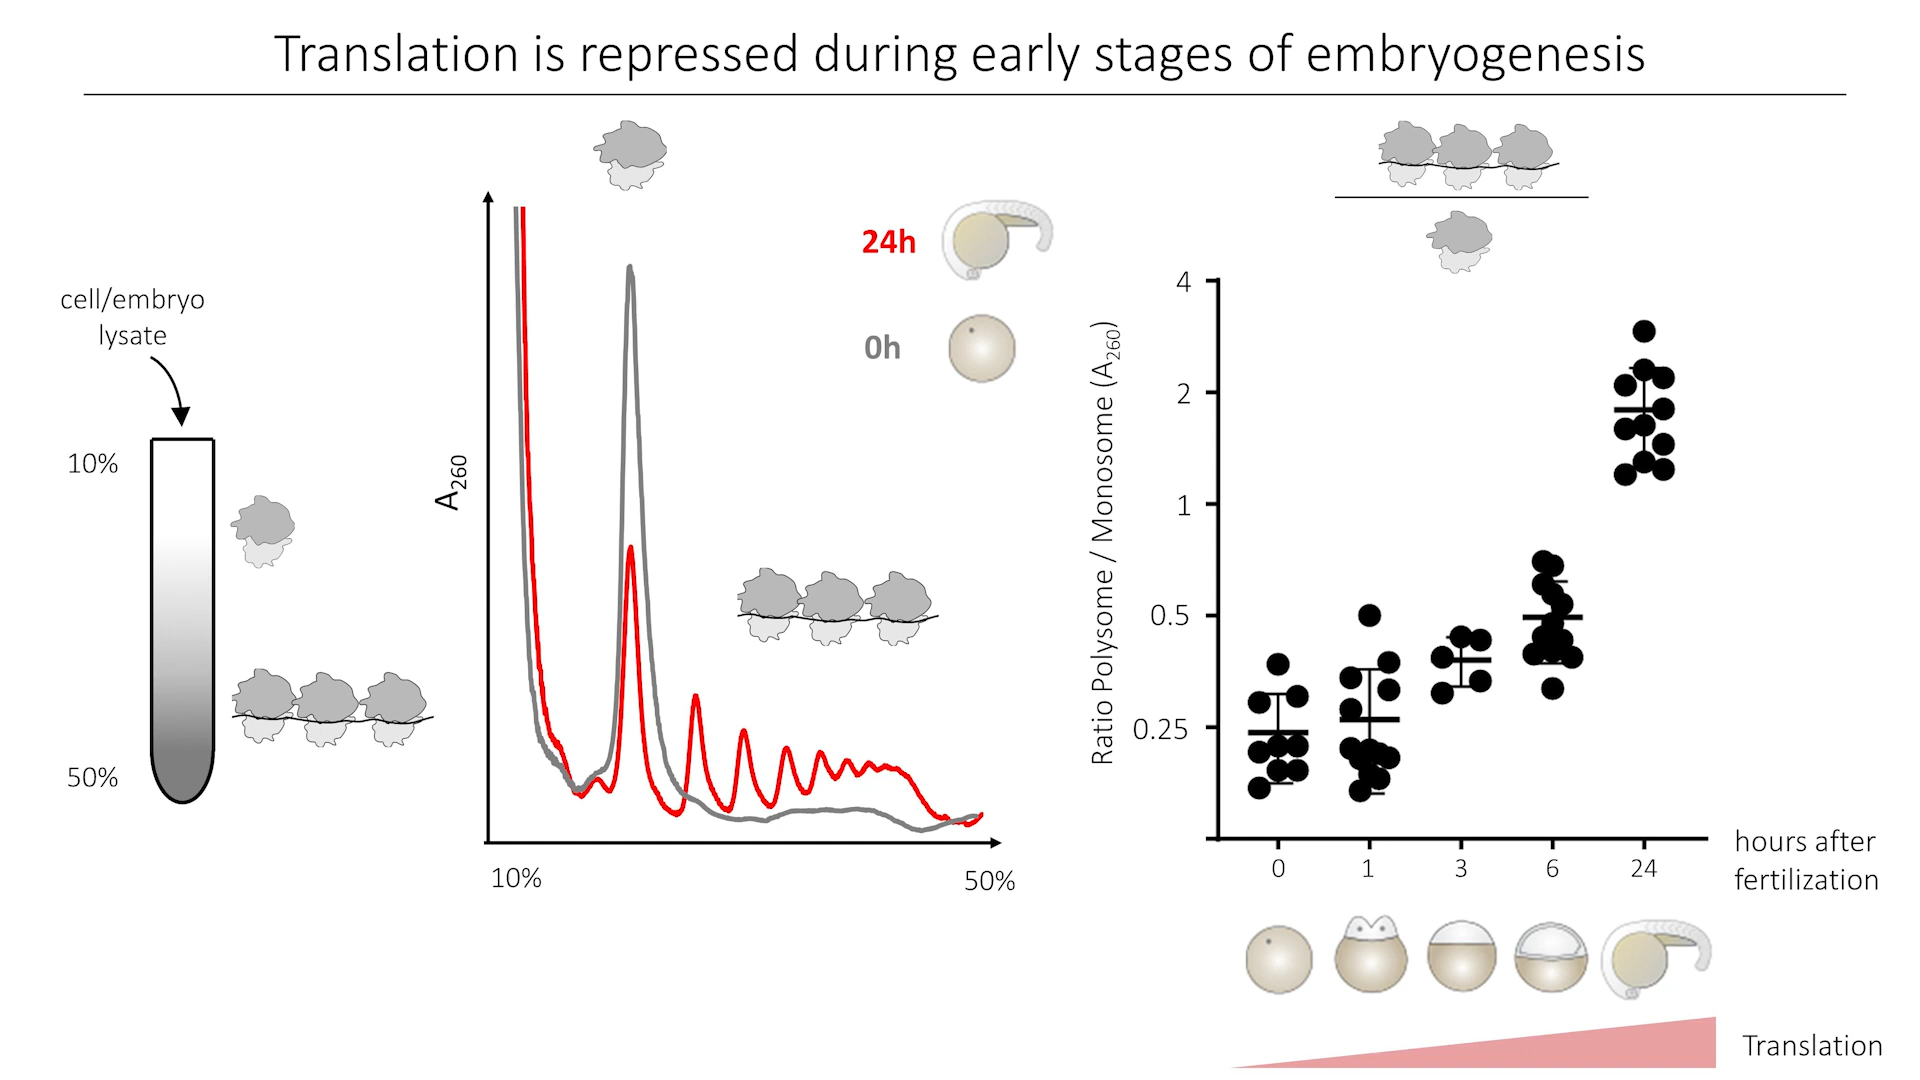 Translation is repressed during early stages of embryogenesis
cell/embryo
lysate
10%
50%
A260
24h
0h
10%
50%
Ratio Polysome / Monosome (A260)
4
2
1
0.5
0.25
0 1 3 6 24
hours after
fertilization
Translation